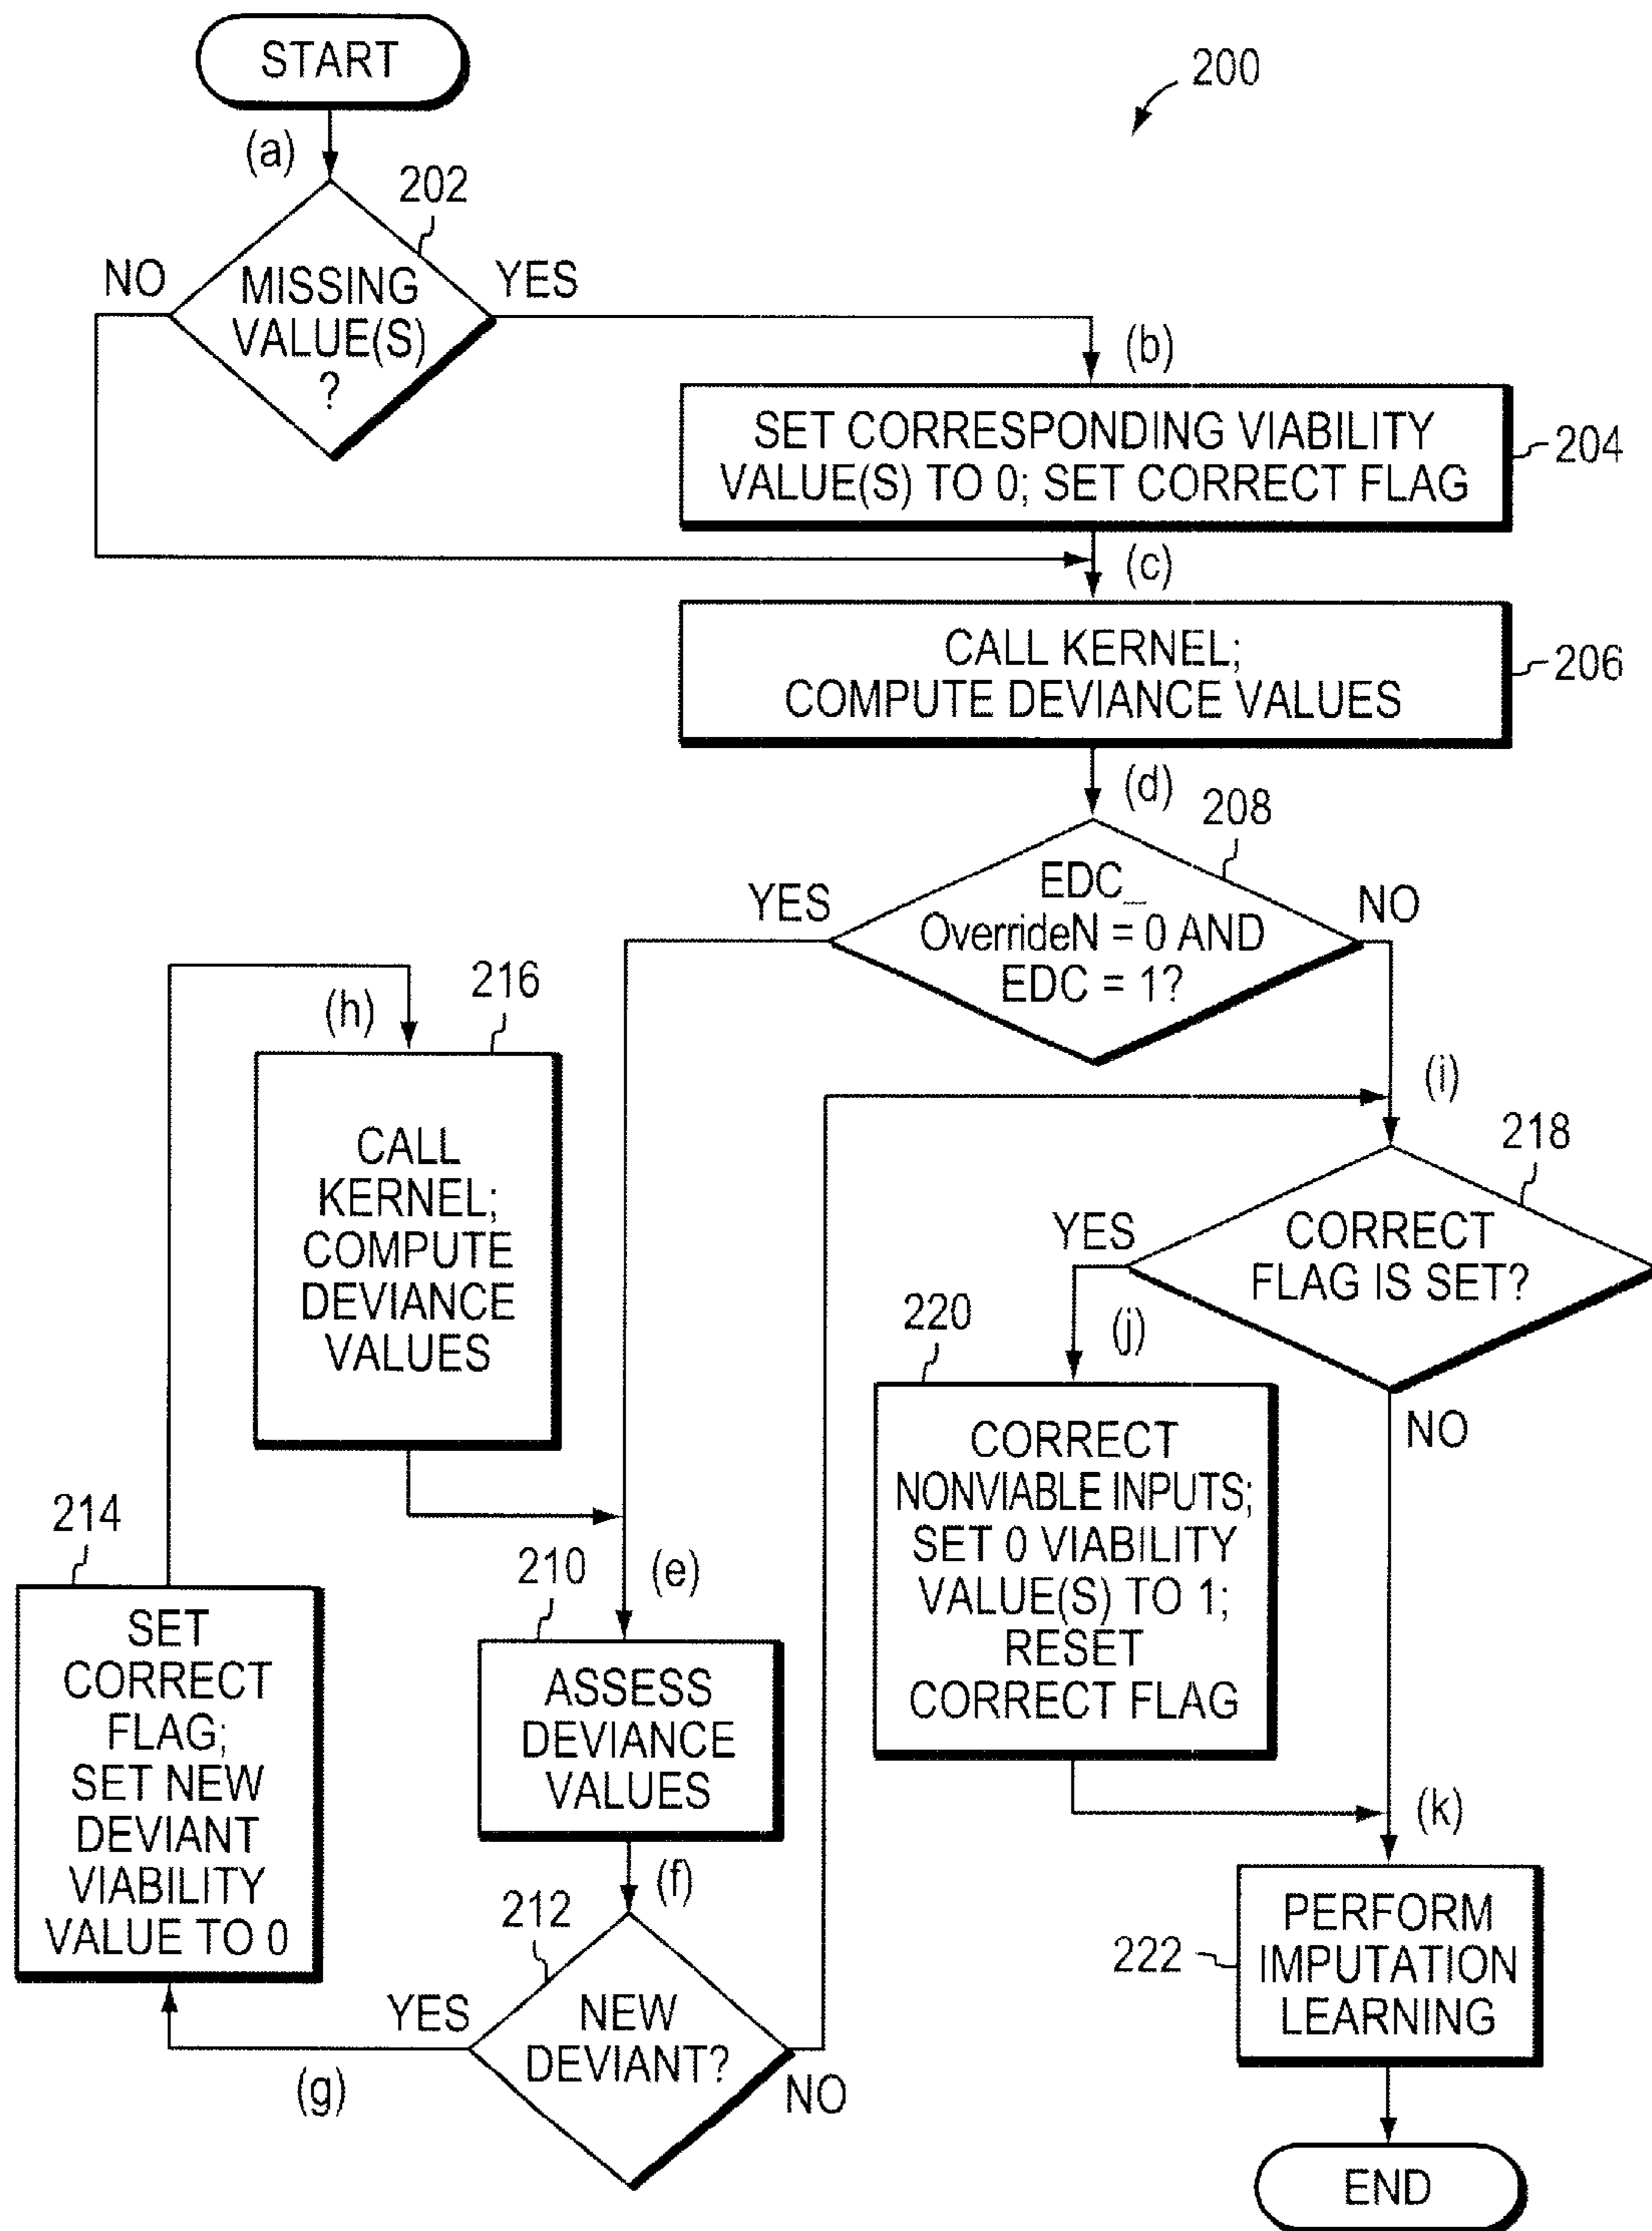 START
200
(a)
202
NO
MISSING
VALUE(S)
?
YES
(b)
SET CORRESPONDING VIABILITY
VALUE(S) TO 0; SET CORRECT FLAG
204
(c)
CALL KERNEL;
COMPUTE DEVIANCE VALUES
206
(d)
208
YES
EDC_
OverrideN = 0 AND
EDC = 1?
NO
(h)
216
CALL
KERNEL;
COMPUTE
DEVIANCE
VALUES
(i)
218
YES
CORRECT
FLAG IS SET?
NO
(j)
220
CORRECT
NONVIABLE INPUTS;
SET 0 VIABILITY
VALUE(S) TO 1;
RESET
CORRECT FLAG
214
SET
CORRECT
FLAG;
SET NEW
DEVIANT
VIABILITY
VALUE TO 0
210
(e)
ASSESS
DEVIANCE
VALUES
(f)
212
YES
NEW
DEVIANT?
NO
(g)
(k)
222
PERFORM
IMPUTATION
LEARNING
END